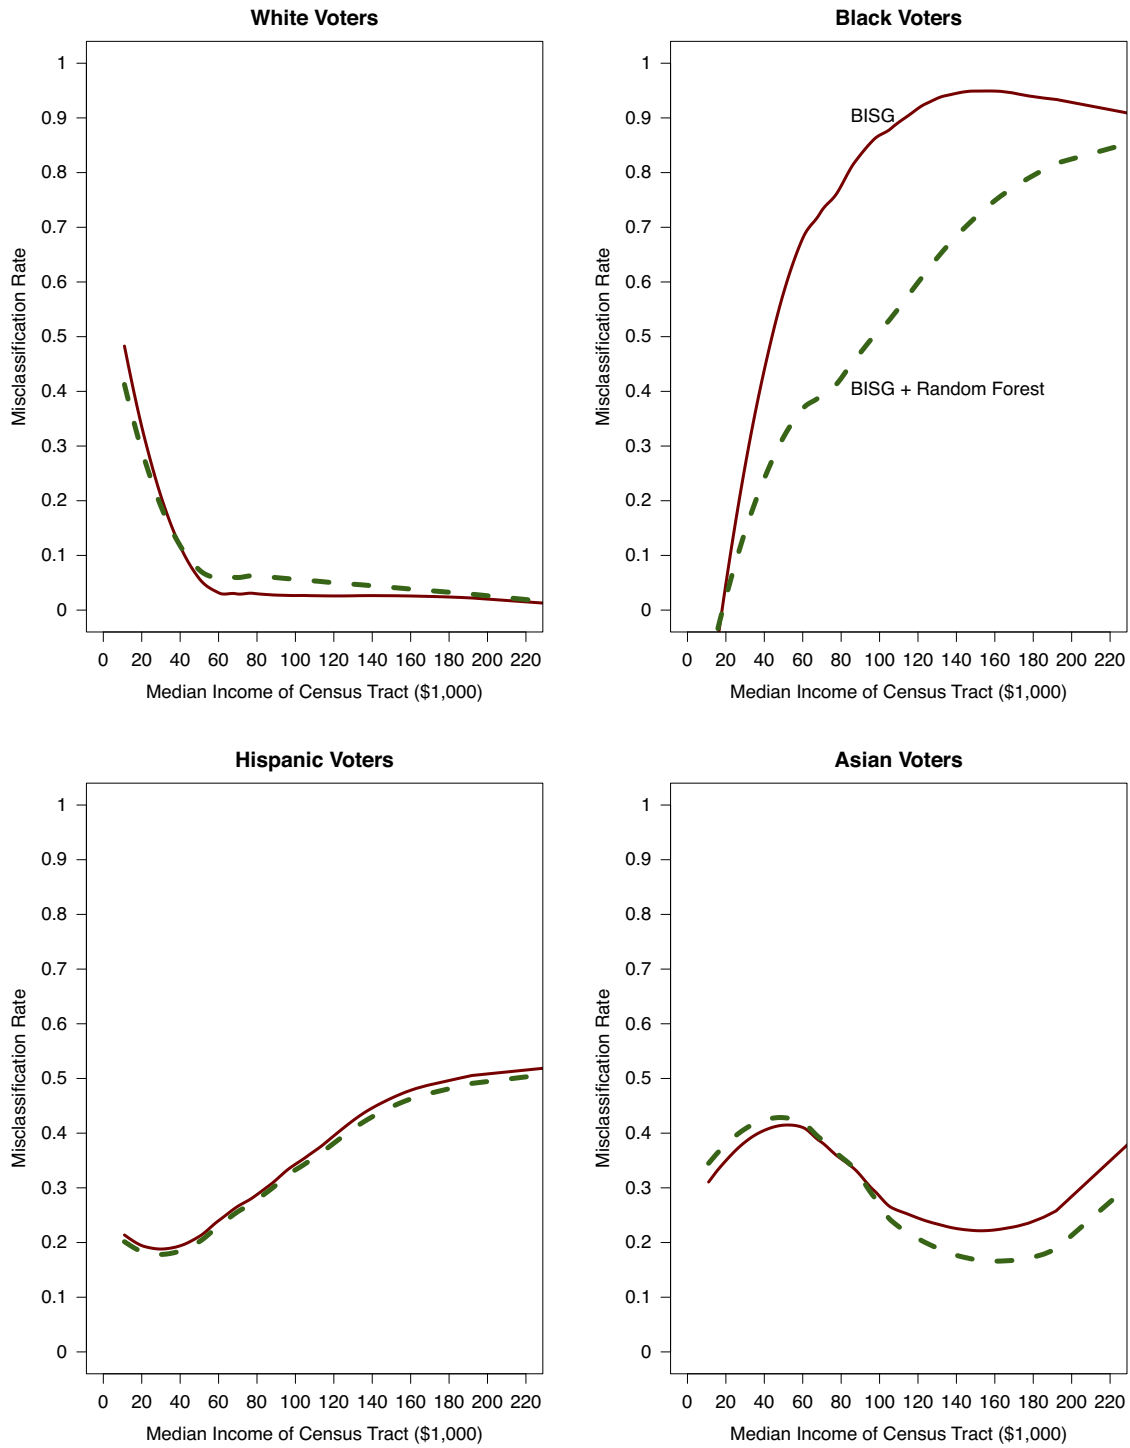 White Voters
1
0.9
0.8
0.7
0.6
0.5
0.4
0.3
0.2
0.1
0
Misclassification Rate
0 20 40 60 80 100 120 140 160 180 200 220
Median Income of Census Tract ($1,000)
Black Voters
1
0.9
0.8
0.7
0.6
0.5
0.4
0.3
0.2
0.1
0
Misclassification Rate
BISG
BISG + Random Forest
0 20 40 60 80 100 120 140 160 180 200 220
Median Income of Census Tract ($1,000)
Hispanic Voters
1
0.9
0.8
0.7
0.6
0.5
0.4
0.3
0.2
0.1
0
Misclassification Rate
0 20 40 60 80 100 120 140 160 180 200 220
Median Income of Census Tract ($1,000)
Asian Voters
1
0.9
0.8
0.7
0.6
0.5
0.4
0.3
0.2
0.1
0
Misclassification Rate
0 20 40 60 80 100 120 140 160 180 200 220
Median Income of Census Tract ($1,000)